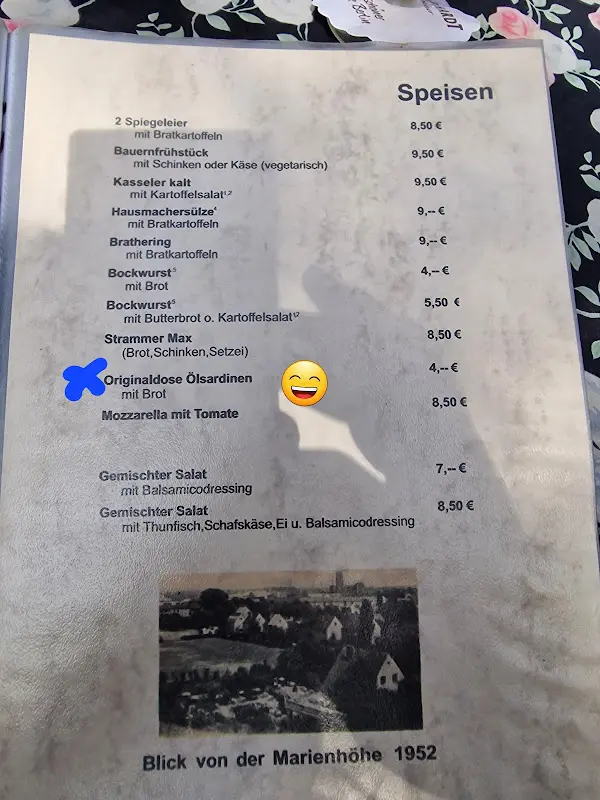 STADT
Berlin
Speisen
2 Spiegeleier 8,50 €
mit Bratkartoffeln
Bauernfrühstück 9,50 €
mit Schinken oder Käse (vegetarisch)
Kasseler kalt 9,50 €
mit Kartoffelsalat¹,²
Hausmachersülze⁴ 9,-- €
mit Bratkartoffeln
Brathering 9,-- €
mit Bratkartoffeln
Bockwurst⁵ 4,-- €
mit Brot
Bockwurst⁵ 5,50 €
mit Butterbrot o. Kartoffelsalat¹,²
Strammer Max 8,50 €
(Brot,Schinken,Setzei)
Originaldose Ölsardinen 4,-- €
mit Brot
Mozzarella mit Tomate 8,50 €
Gemischter Salat 7,-- €
mit Balsamicodressing
Gemischter Salat 8,50 €
mit Thunfisch,Schafskäse,Ei u. Balsamicodressing
Blick von der Marienhöhe 1952